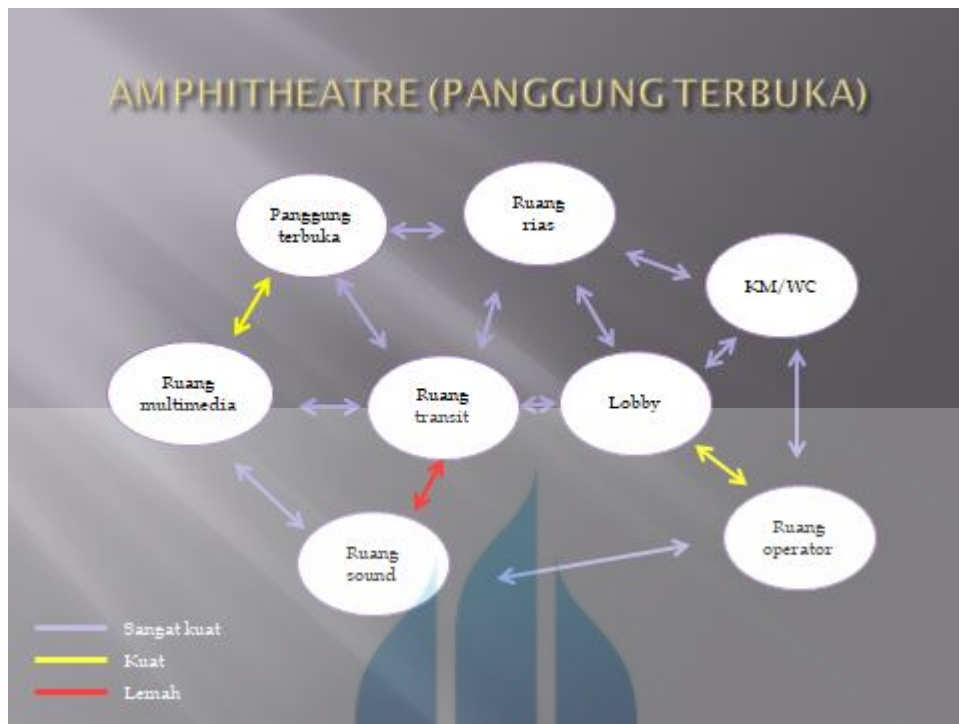 AMPHITHEATRE (PANGGUNG TERBUKA)
Panggung
terbuka
Ruang
rias
KM/WC
Ruang
multimedia
Ruang
transit
Lobby
Ruang
sound
Ruang
operator
Sangat kuat
Kuat
Lemah